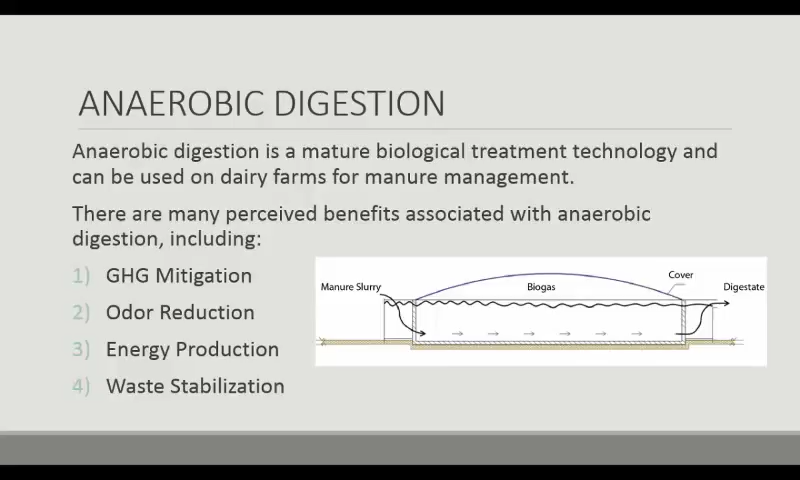 ANAEROBIC DIGESTION
Anaerobic digestion is a mature biological treatment technology and
can be used on dairy farms for manure management.
There are many perceived benefits associated with anaerobic
digestion, including:
1) GHG Mitigation
2) Odor Reduction
3) Energy Production
4) Waste Stabilization
Manure Slurry
Biogas
Cover
Digestate